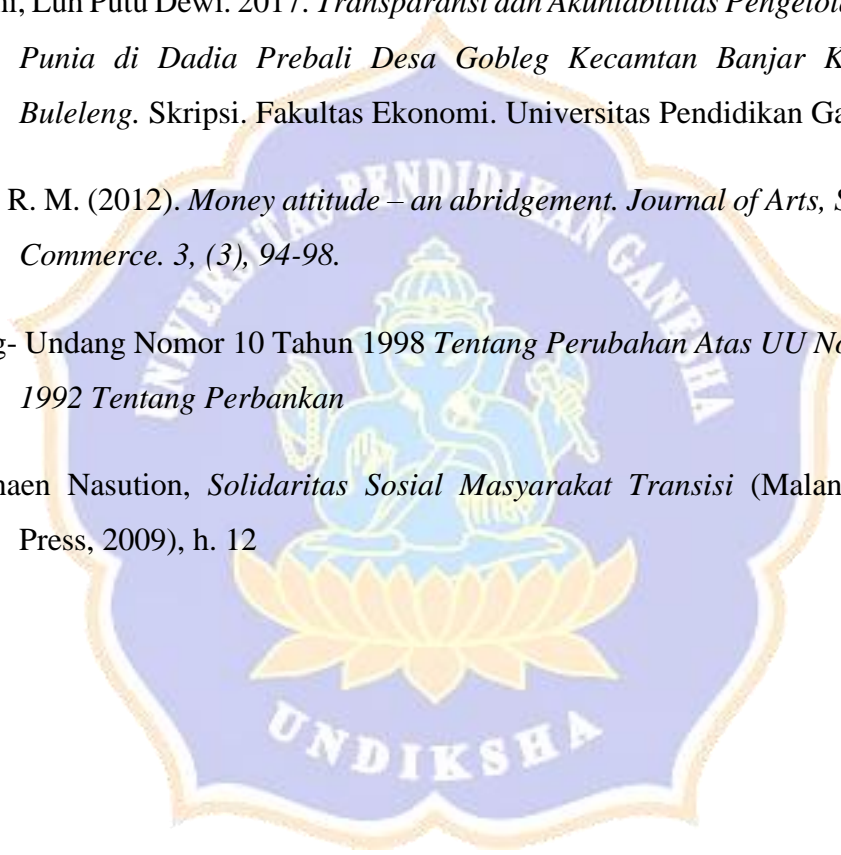 ni, Luh Putu Dewi. 2017. Transparansi dan Akuntabilitas Pengelola
Punia di Dadia Prebali Desa Gobleg Kecamtan Banjar K
Buleleng. Skripsi. Fakultas Ekonomi. Universitas Pendidikan Ga
R. M. (2012). Money attitude – an abridgement. Journal of Arts, S
Commerce. 3, (3), 94-98.
g- Undang Nomor 10 Tahun 1998 Tentang Perubahan Atas UU No
1992 Tentang Perbankan
naen Nasution, Solidaritas Sosial Masyarakat Transisi (Malan
Press, 2009), h. 12
UNIVERSITAS PENDIDIKAN GANESHA
UNDIKSHA